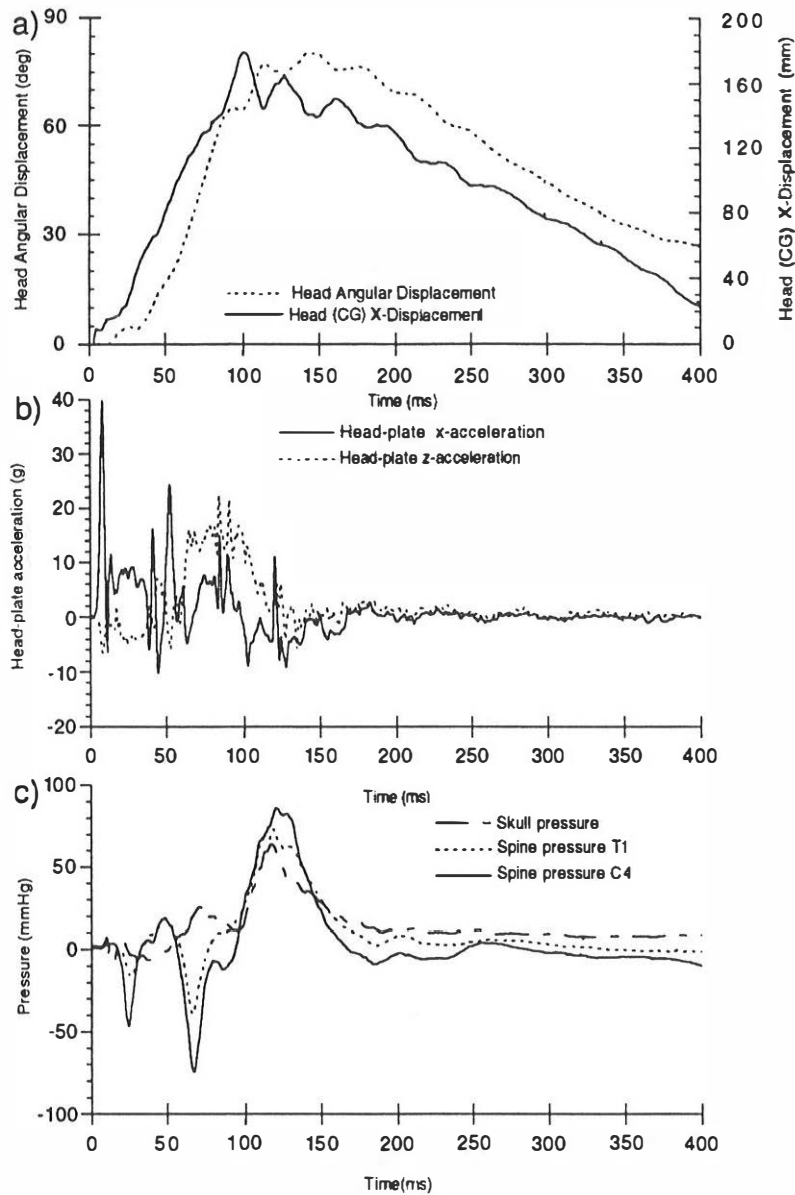 a)
90
60
30
0
Head Angular Displacement (deg)
200
160
120
80
40
0
Head (CG) X-Displacement (mm)
Head Angular Displacement
Head (CG) X-Displacement
0 50 100 150 200 250 300 350 400
Time (ms)
b)
40
30
20
10
0
-10
-20
Head-plate acceleration (g)
Head-plate x-acceleration
Head-plate z-acceleration
0 50 100 150 200 250 300 350 400
Time (ms)
c)
100
50
0
-50
-100
Pressure (mmHg)
Skull pressure
Spine pressure T1
Spine pressure C4
0 50 100 150 200 250 300 350 400
Time(ms)